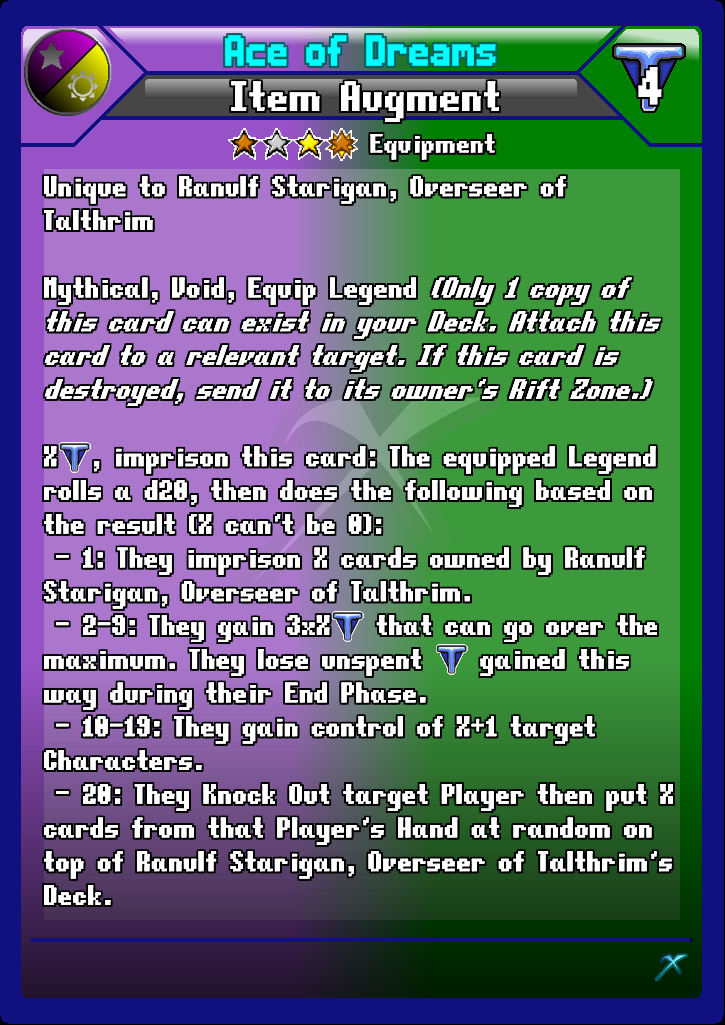 Ace of Dreams
4
Item Augment
Equipment
Unique to Ranulf Starigan, Overseer of
Talthrim
Mythical, Void, Equip Legend (Only 1 copy of
this card can exist in your Deck. Attach this
card to a relevant target. If this card is
destroyed, send it to its owner's Rift Zone.)
XT, imprison this card: The equipped Legend
rolls a d20, then does the following based on
the result (X can't be 0):
- 1: They imprison X cards owned by Ranulf
Starigan, Overseer of Talthrim.
- 2-9: They gain 3xXT that can go over the
maximum. They lose unspent T gained this
way during their End Phase.
- 10-19: They gain control of X+1 target
Characters.
- 20: They Knock Out target Player then put X
cards from that Player's Hand at random on
top of Ranulf Starigan, Overseer of Talthrim's
Deck.